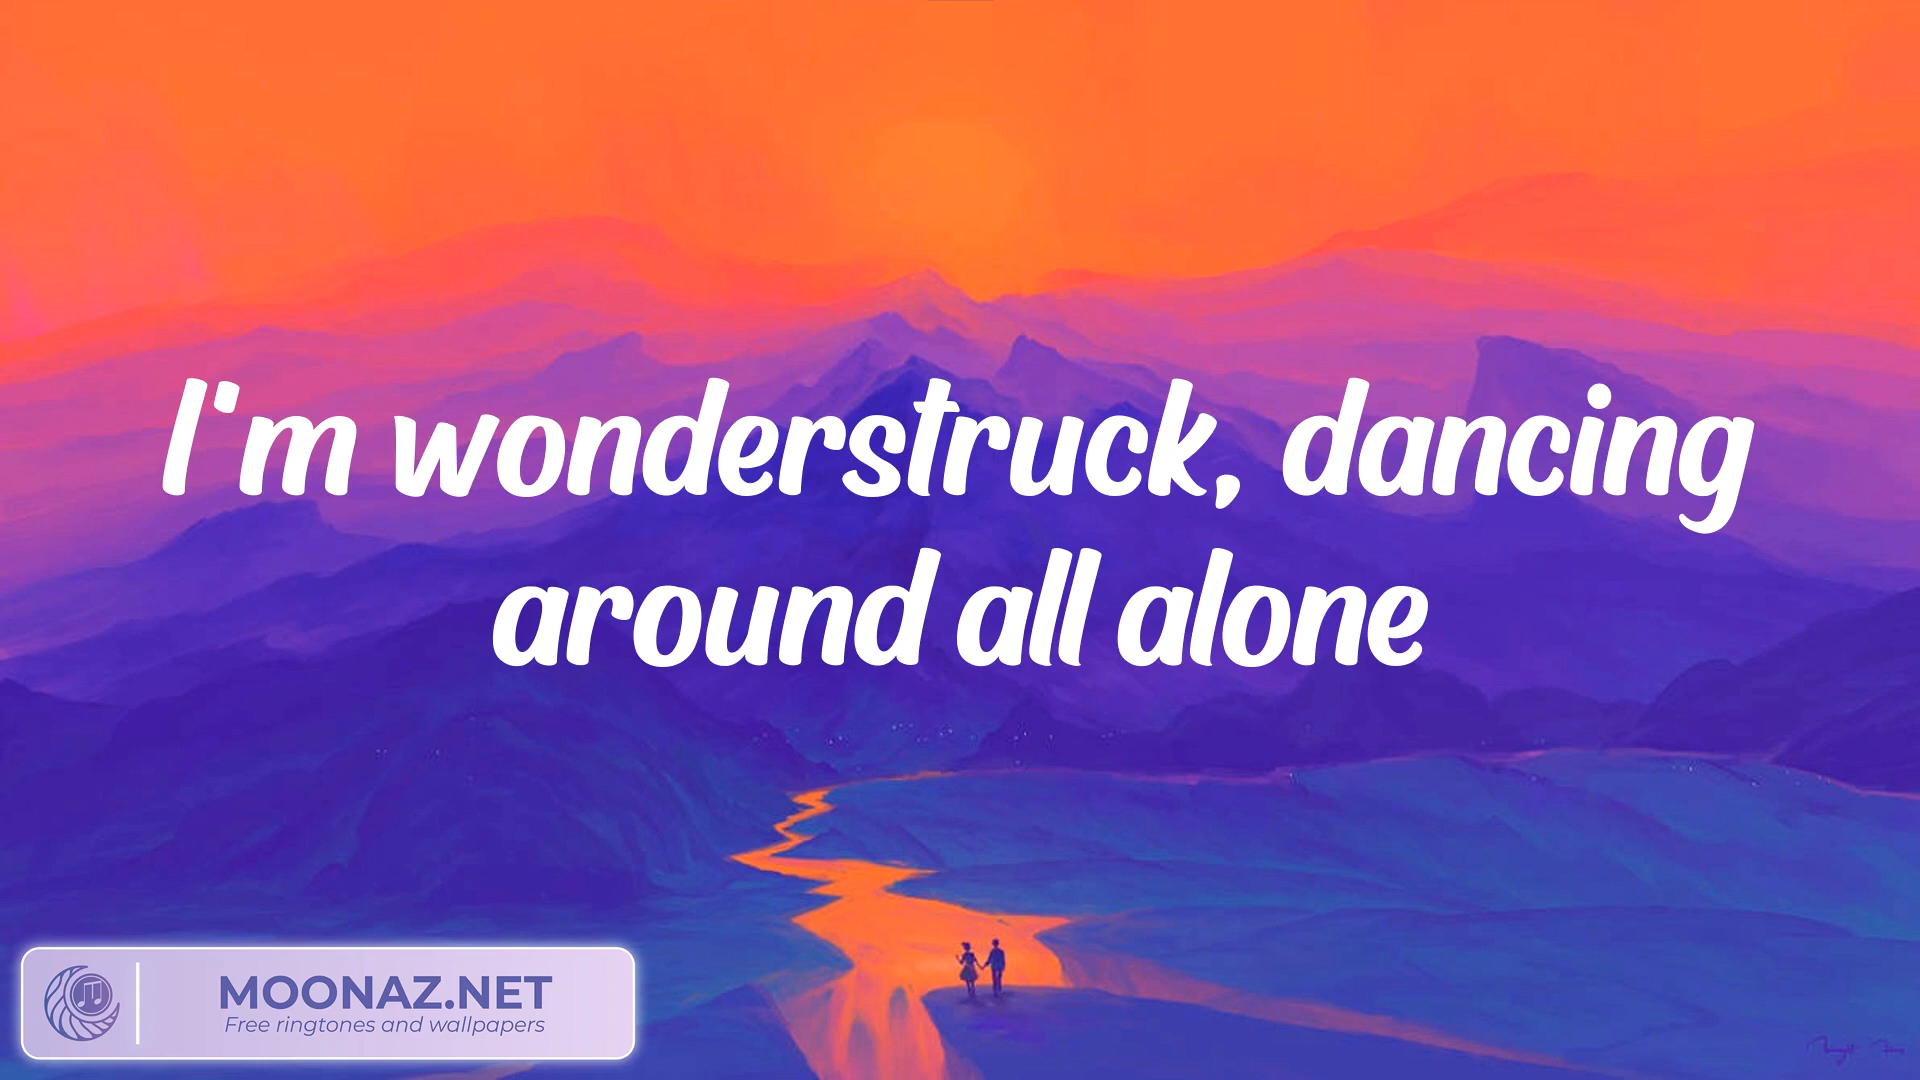 I'm wonderstruck, dancing
around all alone
MOONAZ.NET
Free ringtones and wallpapers